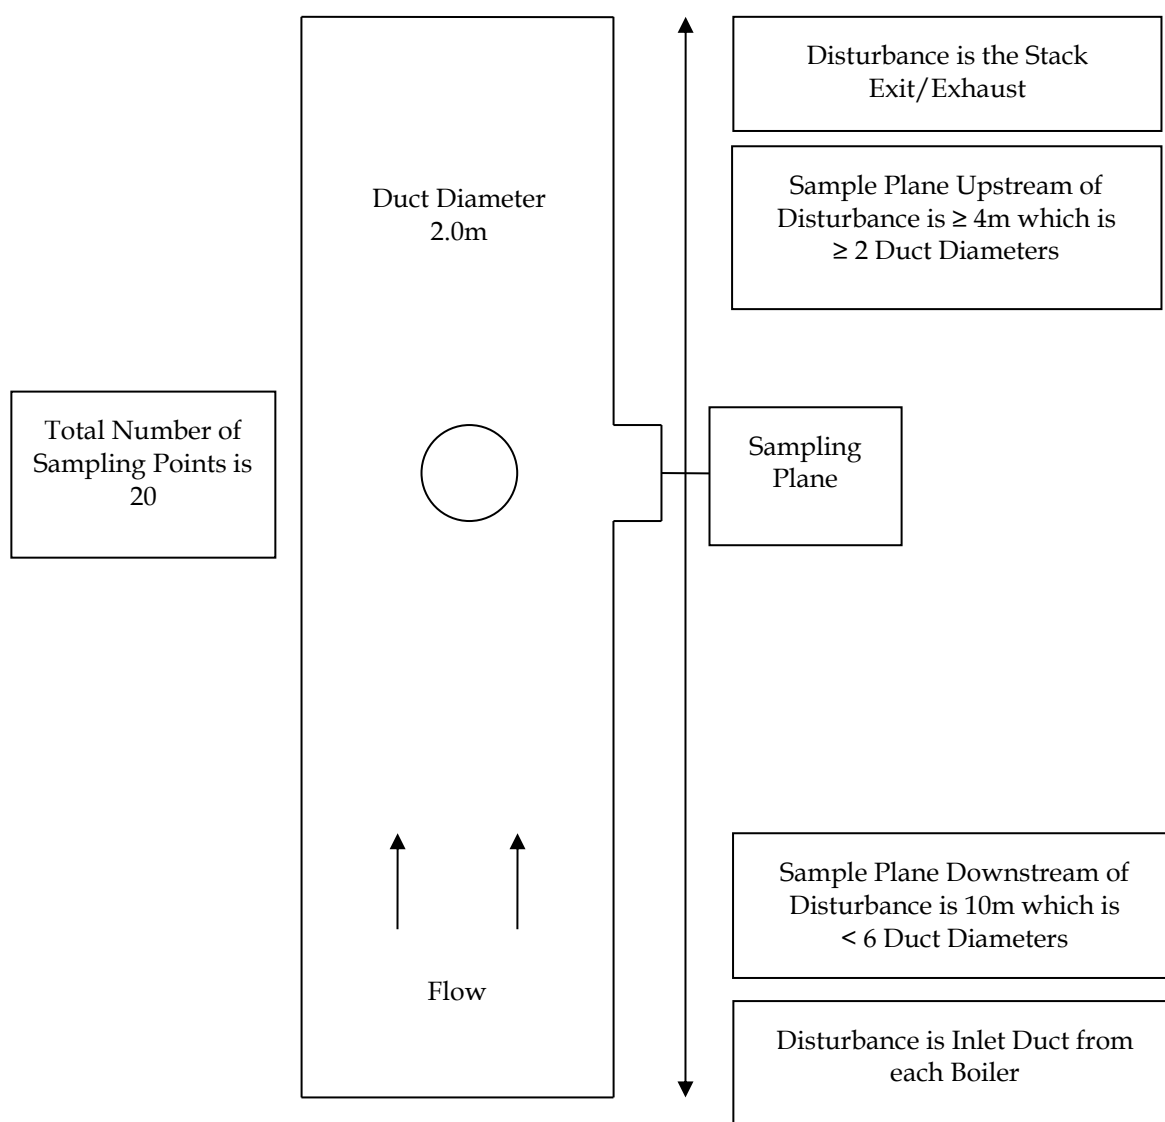 Disturbance is the Stack
Exit/Exhaust
Duct Diameter
2.0m
Sample Plane Upstream of
Disturbance is ≥ 4m which is
≥ 2 Duct Diameters
Total Number of
Sampling Points is
20
Sampling
Plane
Sample Plane Downstream of
Disturbance is 10m which is
< 6 Duct Diameters
Flow
Disturbance is Inlet Duct from
each Boiler